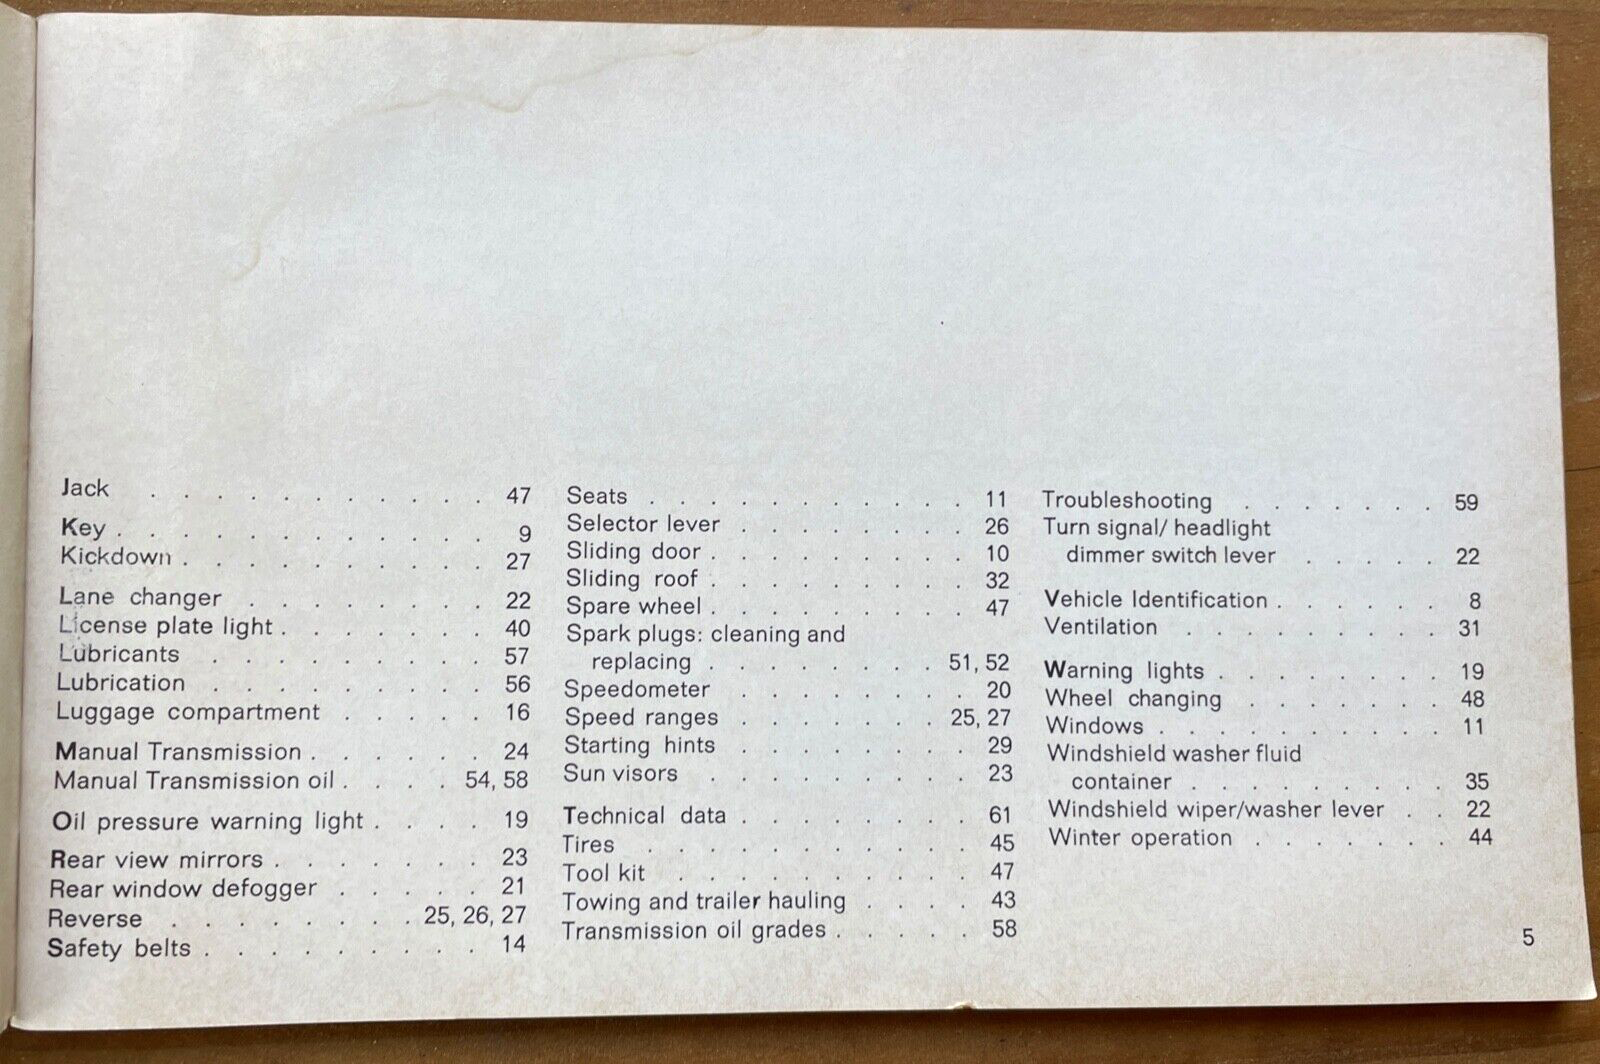 Jack . . . . . . . . . . . 47
Key . . . . . . . . . . . . 9
Kickdown . . . . . . . . . . 27
Lane changer . . . . . . . . 22
License plate light . . . . . . . 40
Lubricants . . . . . . . . . 57
Lubrication . . . . . . . . . 56
Luggage compartment . . . . . 16
Manual Transmission . . . . . . 24
Manual Transmission oil . . . . 54, 58
Oil pressure warning light . . . . 19
Rear view mirrors . . . . . . . 23
Rear window defogger . . . . . 21
Reverse . . . . . . . . 25, 26, 27
Safety belts . . . . . . . . . 14
Seats . . . . . . . . . . 11
Selector lever . . . . . . . . 26
Sliding door . . . . . . . . . 10
Sliding roof . . . . . . . . . 32
Spare wheel . . . . . . . . . 47
Spark plugs: cleaning and
replacing . . . . . . . . 51, 52
Speedometer . . . . . . . . 20
Speed ranges . . . . . . . 25, 27
Starting hints . . . . . . . . 29
Sun visors . . . . . . . . . 23
Technical data . . . . . . . . 61
Tires . . . . . . . . . . . 45
Tool kit . . . . . . . . . . 47
Towing and trailer hauling . . . . 43
Transmission oil grades . . . . . 58
Troubleshooting . . . . . . . 59
Turn signal/ headlight
dimmer switch lever . . . . . 22
Vehicle Identification . . . . . . 8
Ventilation . . . . . . . . . 31
Warning lights . . . . . . . . 19
Wheel changing . . . . . . . 48
Windows . . . . . . . . . . 11
Windshield washer fluid
container . . . . . . . . . 35
Windshield wiper/washer lever . . 22
Winter operation . . . . . . . 44
5